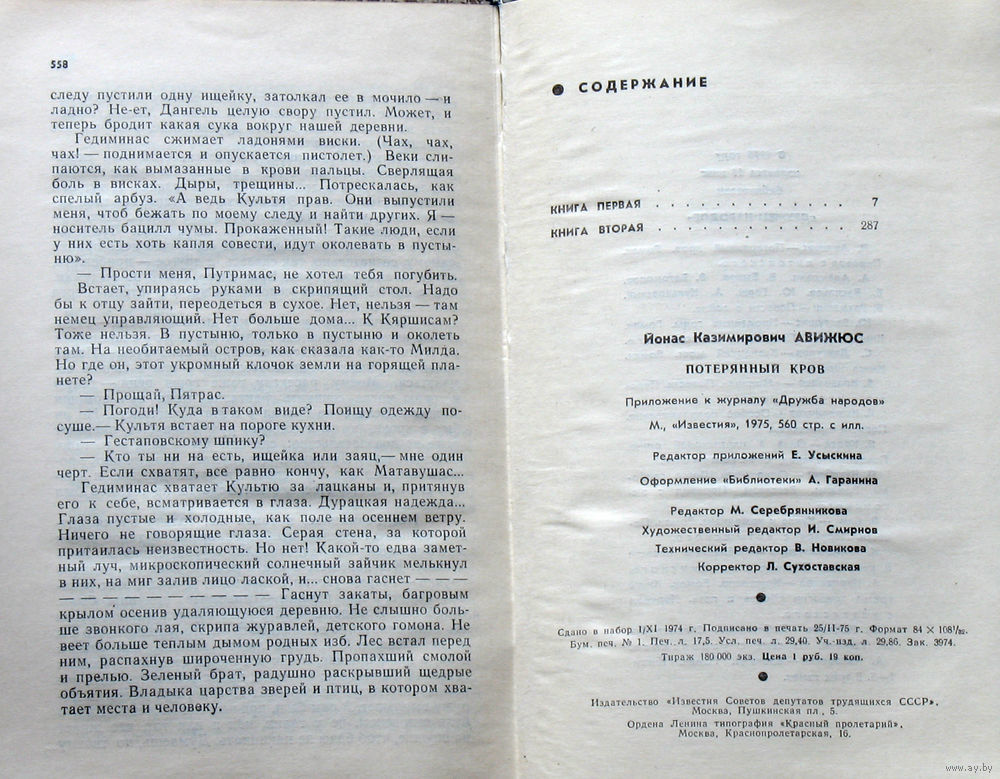 558
следу пустили одну ищейку, затолкал ее в мочило — и
ладно? Не-ет, Дангель целую свору пустил. Может, и
теперь бродит какая сука вокруг нашей деревни.
Гедиминас сжимает ладонями виски. (Чах, чах,
чах! — поднимается и опускается пистолет.) Веки сли-
паются, как вымазанные в крови пальцы. Сверлящая
боль в висках. Дыры, трещины... Потрескалась, как
спелый арбуз. «А ведь Культя прав. Они выпустили
меня, чтоб бежать по моему следу и найти других. Я —
носитель бацилл чумы. Прокаженный! Такие люди, если
у них есть хоть капля совести, идут околевать в пусты-
ню».
— Прости меня, Путримас, не хотел тебя погубить.
Встает, упираясь руками в скрипящий стол. Надо
бы к отцу зайти, переодеться в сухое. Нет, нельзя — там
немец управляющий. Нет больше дома... К Кяршисам?
Тоже нельзя. В пустыню, только в пустыню и околеть
там. На необитаемый остров, как сказала как-то Милда.
Но где он, этот укромный клочок земли на горящей пла-
нете?
— Прощай, Пятрас.
— Погоди! Куда в таком виде? Поищу одежду по-
суше.— Культя встает на пороге кухни.
— Гестаповскому шпику?
— Кто ты ни на есть, ищейка или заяц,— мне один
черт. Если схватят, все равно кончу, как Матавушас...
Гедиминас хватает Культю за лацканы и, притянув
его к себе, всматривается в глаза. Дурацкая надежда...
Глаза пустые и холодные, как поле на осеннем ветру.
Ничего не говорящие глаза. Серая стена, за которой
притаилась неизвестность. Но нет! Какой-то едва замет-
ный луч, микроскопический солнечный зайчик мелькнул
в них, на миг залив лицо лаской, и... снова гаснет — — —
— — — — — — — — — — — Гаснут закаты, багровым
крылом осенив удаляющуюся деревню. Не слышно боль-
ше звонкого лая, скрипа журавлей, детского гомона. Не
веет больше теплым дымом родных изб. Лес встал перед
ним, распахнув широченную грудь. Пропахший смолой
и прелью. Зеленый брат, радушно раскрывший щедрые
объятия. Владыка царства зверей и птиц, в котором хва-
тает места и человеку.
● СОДЕРЖАНИЕ
КНИГА ПЕРВАЯ . . . . . . . . . . . . . 7
КНИГА ВТОРАЯ . . . . . . . . . . . . . 287
Йонас Казимирович АВИЖЮС
ПОТЕРЯННЫЙ КРОВ
Приложение к журналу «Дружба народов»
М., «Известия», 1975, 560 стр. с илл.
Редактор приложений Е. Усыскина
Оформление «Библиотеки» А. Гаранина
Редактор М. Серебрянникова
Художественный редактор И. Смирнов
Технический редактор В. Новикова
Корректор Л. Сухоставская
Сдано в набор 1/XI 1974 г. Подписано в печать 25/II-75 г. Формат 84 × 108¹/₃₂.
Бум. печ. № 1. Печ. л. 17,5. Усл. печ. л. 29,40. Уч.-изд. л. 29,86. Зак. 3974.
Тираж 180 000 экз. Цена 1 руб. 19 коп.
Издательство «Известия Советов депутатов трудящихся СССР»,
Москва, Пушкинская пл., 5.
Ордена Ленина типография «Красный пролетарий»,
Москва, Краснопролетарская, 16.
www.ay.by